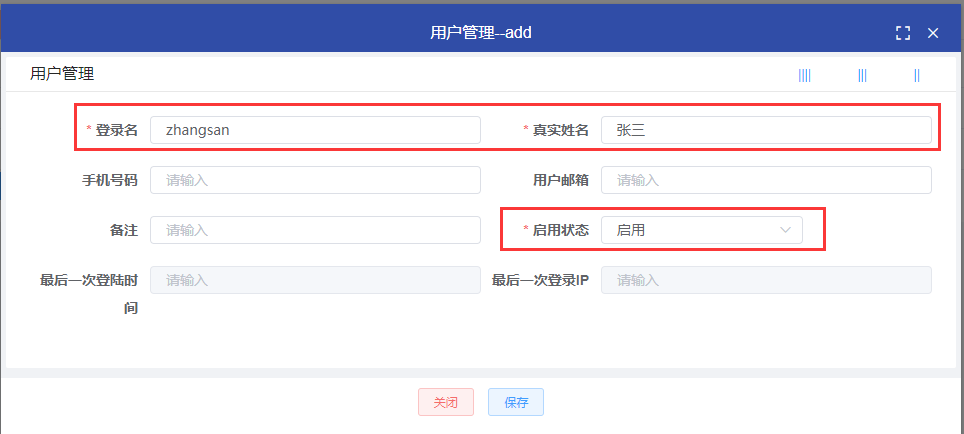 用户管理--add
用户管理
* 登录名 zhangsan * 真实姓名 张三
手机号码 请输入 用户邮箱 请输入
备注 请输入 * 启用状态 启用
最后一次登陆时间 请输入 最后一次登录IP 请输入
关闭 保存